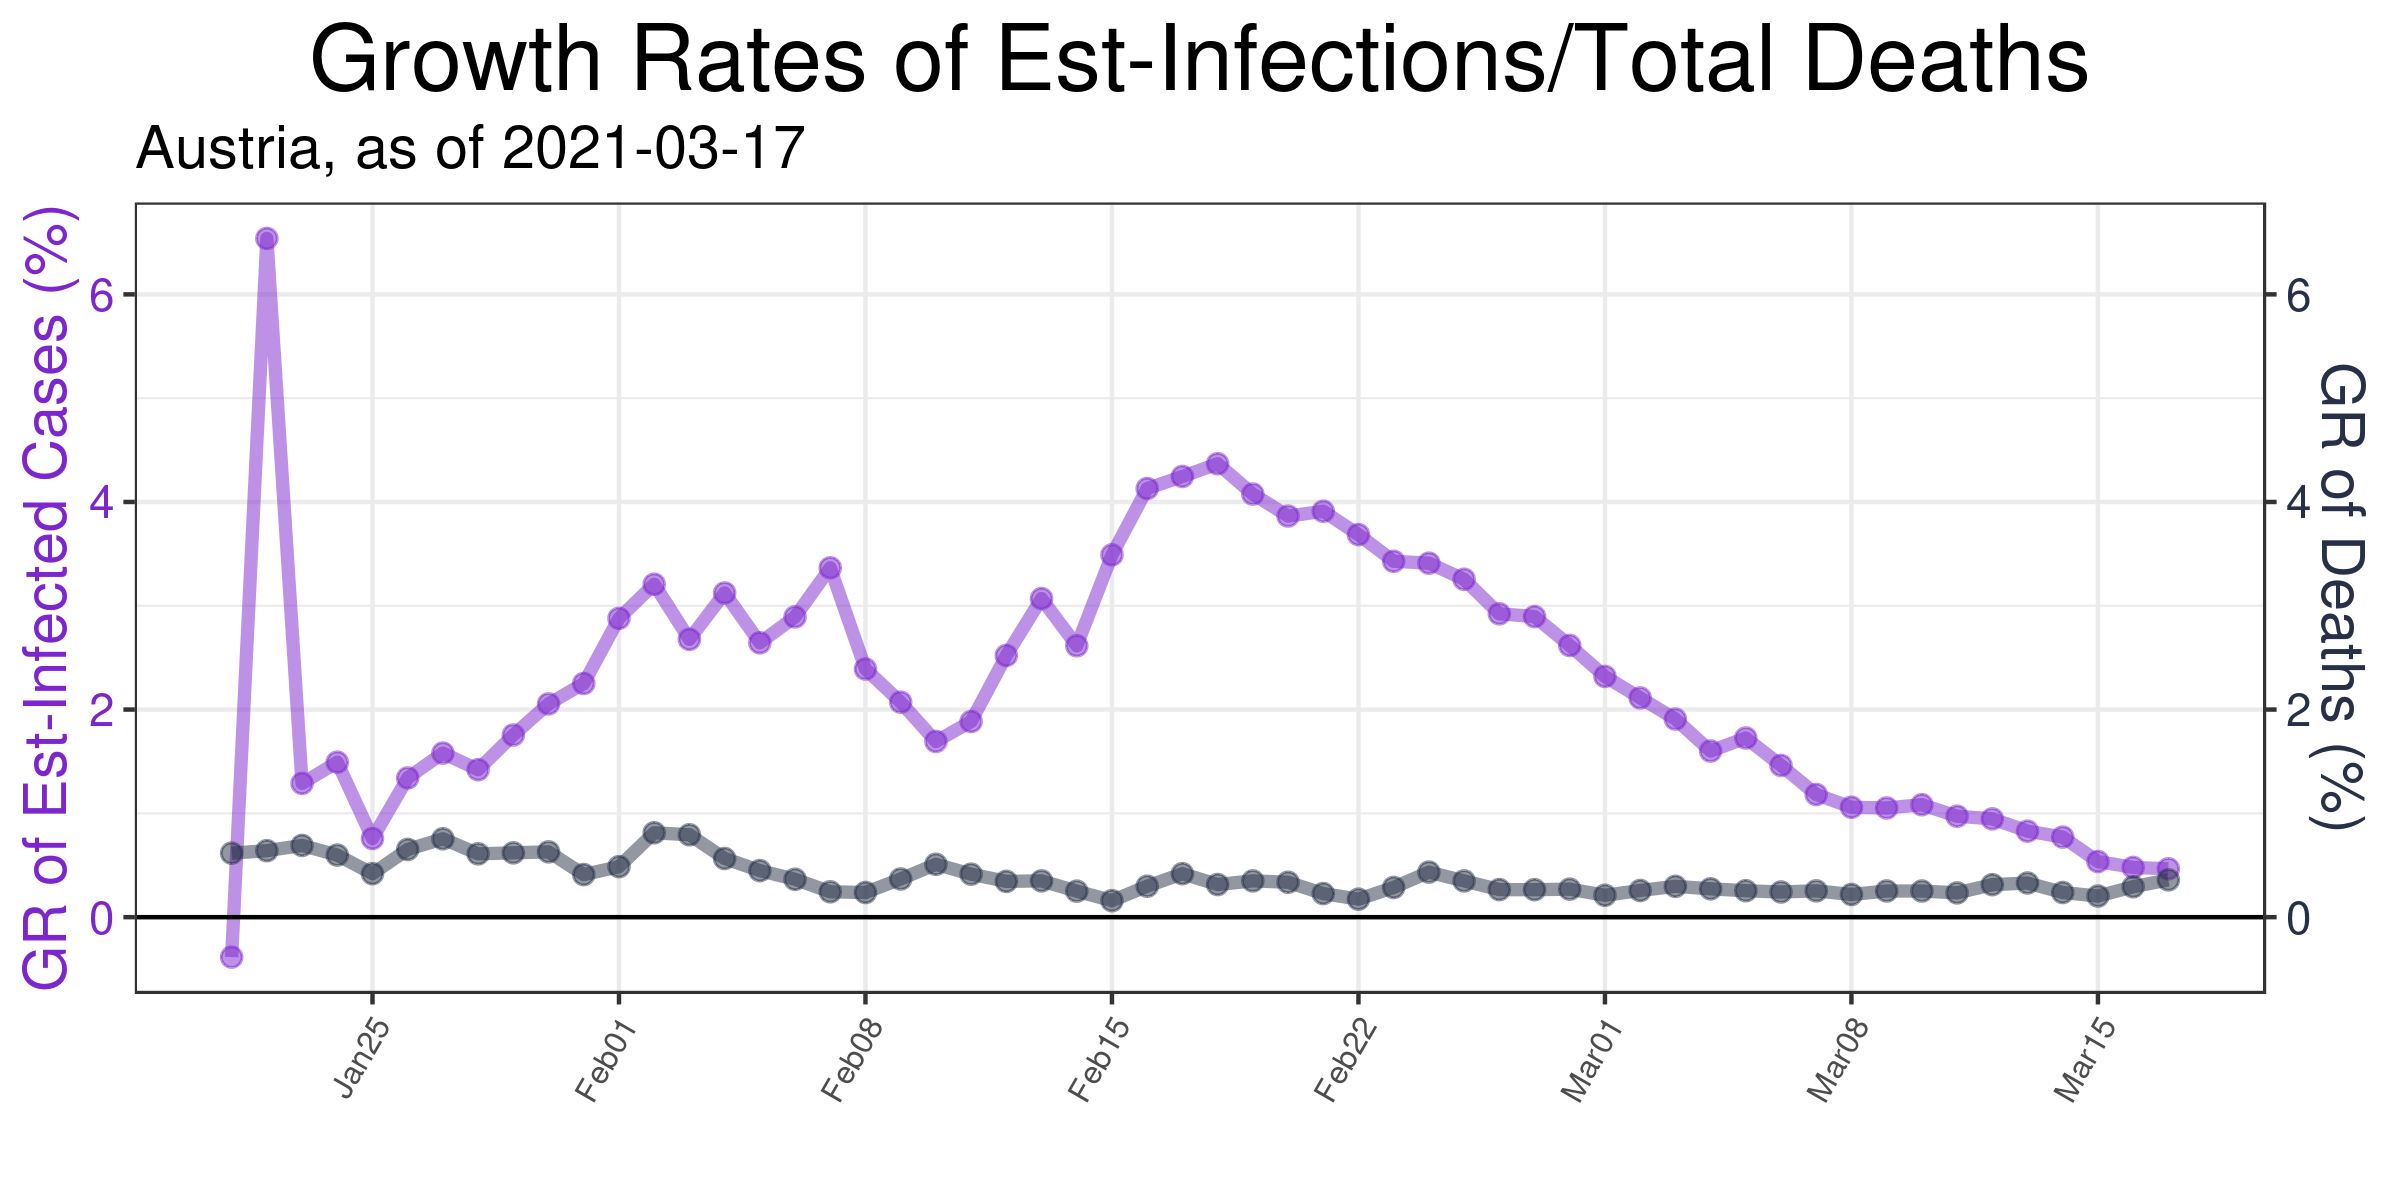 Growth Rates of Est-Infections/Total Deaths
Austria, as of 2021-03-17
GR of Est-Infected Cases (%)
6
4
2
0
6
4
2
0
GR of Deaths (%)
Jan25
Feb01
Feb08
Feb15
Feb22
Mar01
Mar08
Mar15